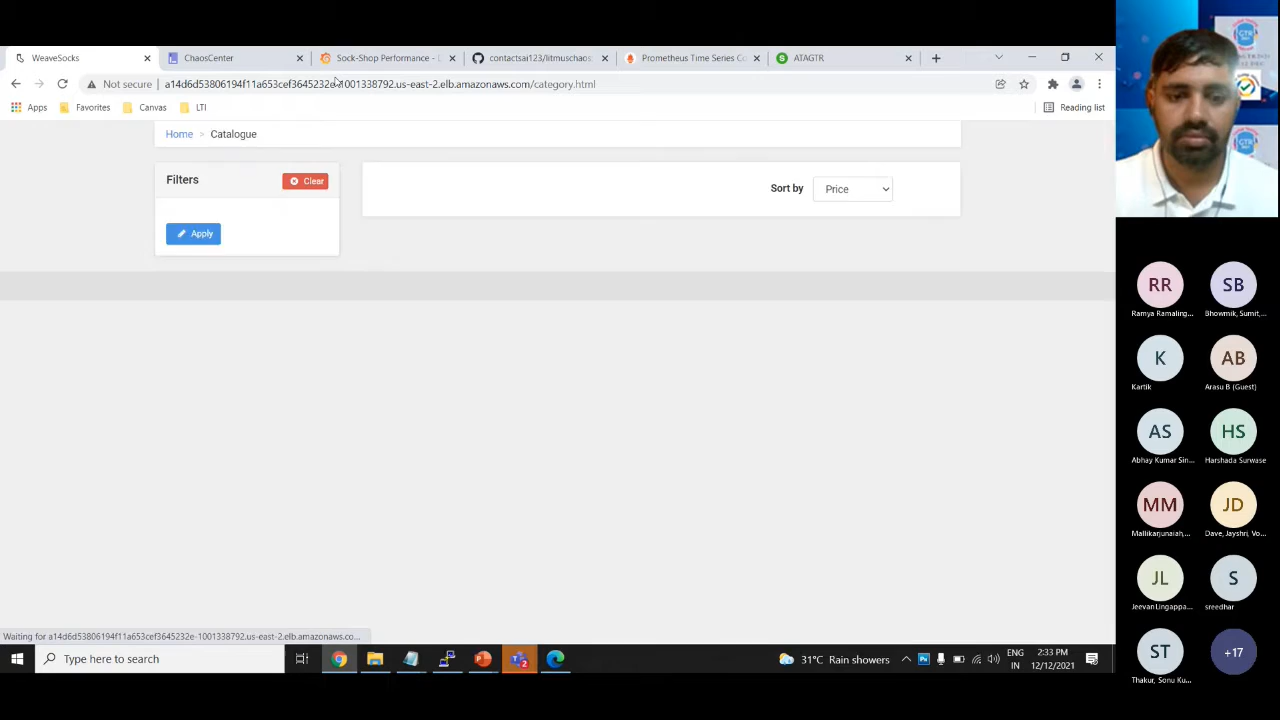 WeaveSocks
ChaosCenter
Sock-Shop Performance -
contactsai123/litmuschaos
Prometheus Time Series Co
ATAGTR
Not secure
a14d6d53806194f11a653cef3645232e-1001338792.us-east-2.elb.amazonaws.com/category.html
Apps
Favorites
Canvas
LTI
Reading list
Home > Catalogue
Filters
Clear
Apply
Sort by
Price
Waiting for a14d6d53806194f11a653cef3645232e-1001338792.us-east-2.elb.amazonaws.co...
Type here to search
31°C Rain showers
ENG
IN
2:33 PM
12/12/2021
RR
Ramya Ramaling...
SB
Bhowmik, Sumit,...
K
Kartik
AB
Arasu B (Guest)
AS
Abhay Kumar Sin...
HS
Harshada Surwase
MM
Mallikarjunaiah,...
JD
Dave, Jayshri, Vo...
JL
Jeevan Lingappa...
S
sreedhar
ST
Thakur, Sonu Ku...
+17